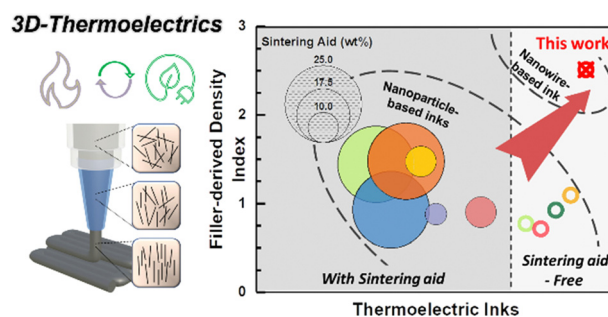 3D-Thermoelectrics
Filler-derived Density
Index
3
2
1
0
2
Sintering Aid (wt%)
25.0
17.5
10.0
Nanoparticle-
based inks
This work
Nanowire-
based ink
With Sintering aid
Sintering aid
- Free
Thermoelectric Inks